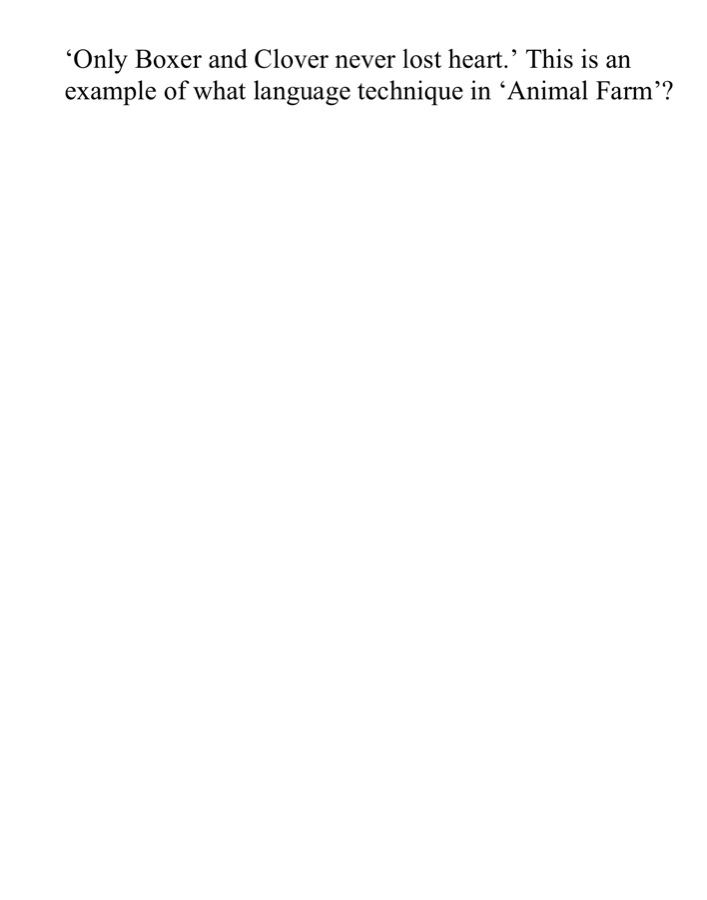 ‘Only Boxer and Clover never lost heart.’ This is an
example of what language technique in ‘Animal Farm’?